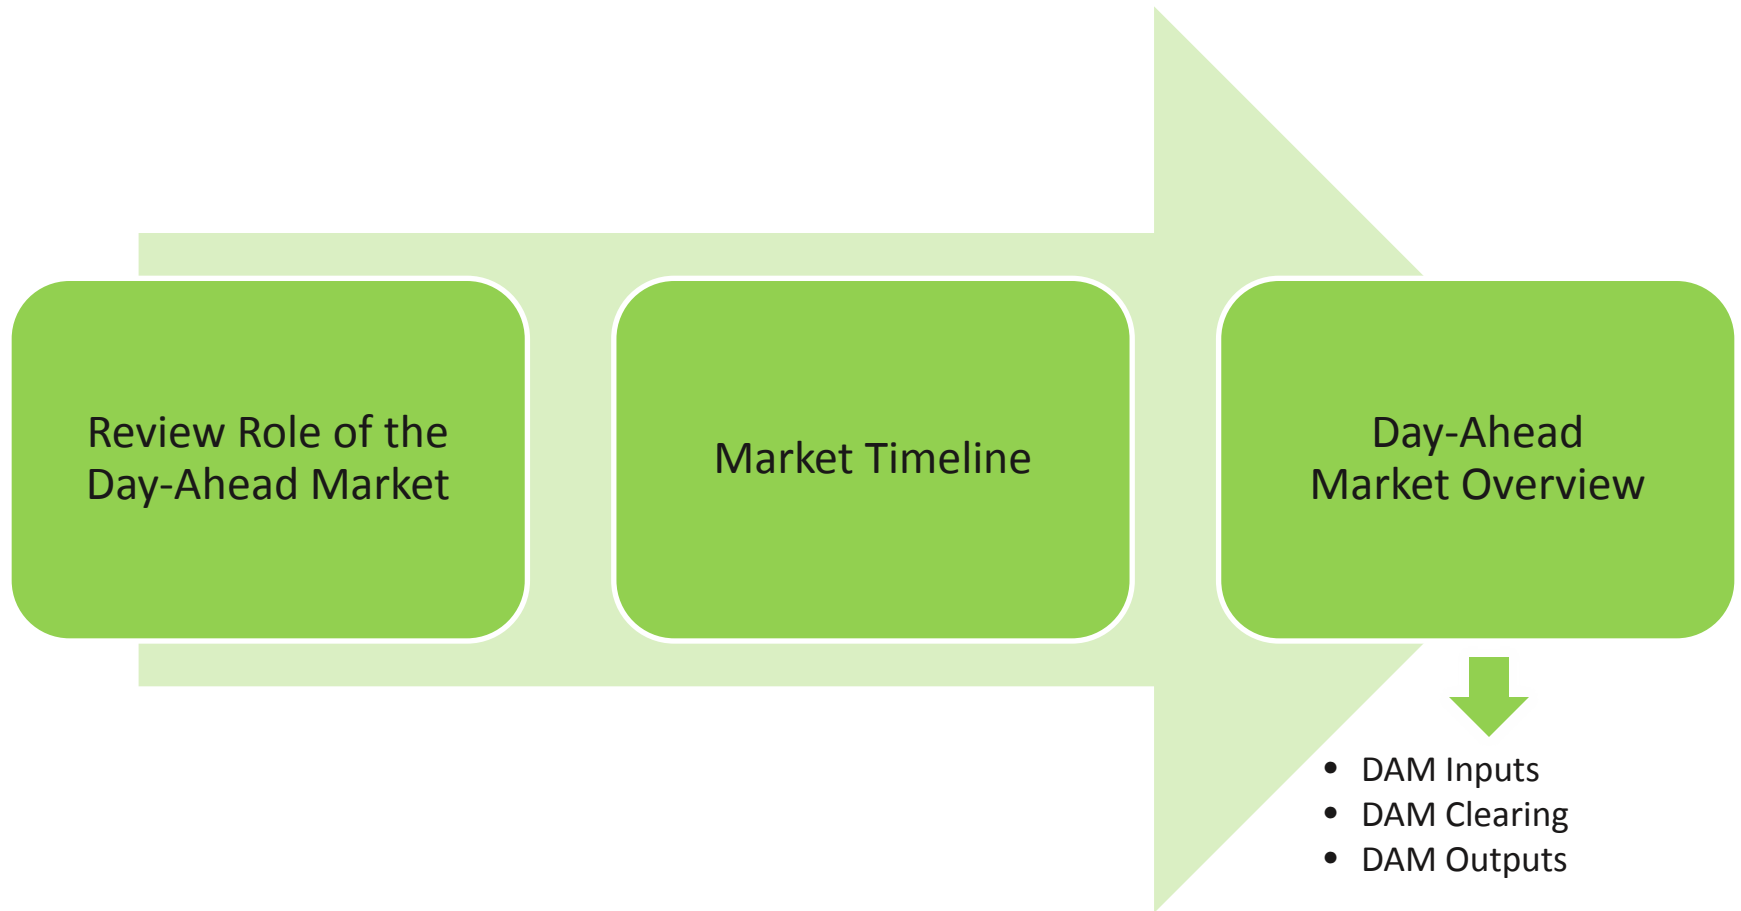 Review Role of the
Day-Ahead Market
Market Timeline
Day-Ahead
Market Overview
• DAM Inputs
• DAM Clearing
• DAM Outputs